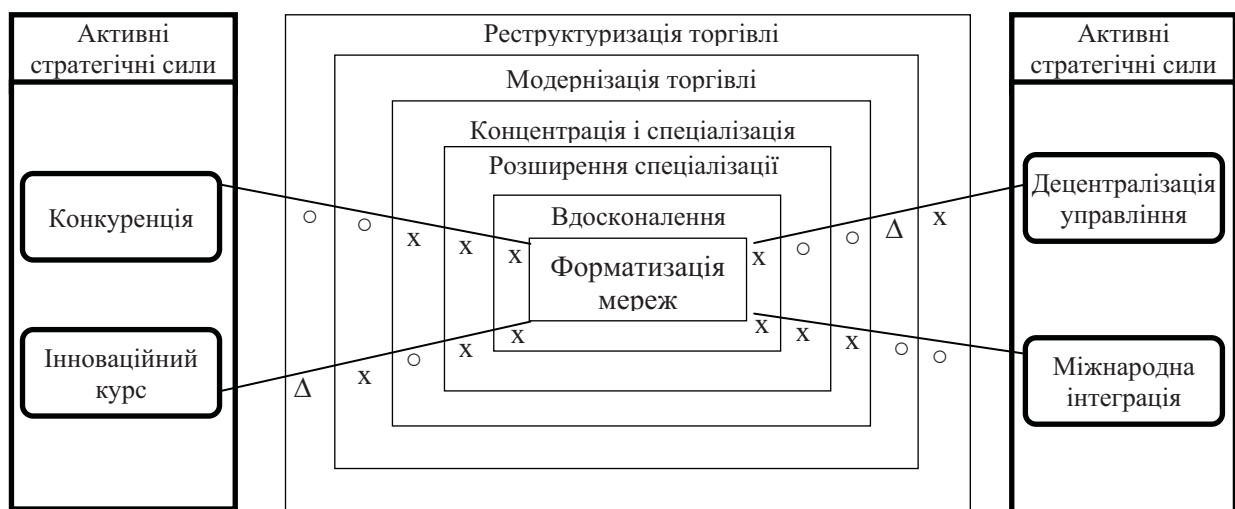 Активні
стратегічні сили
Конкуренція
Інноваційний
курс
Реструктуризація торгівлі
Модернізація торгівлі
Концентрація і спеціалізація
Розширення спеціалізації
Вдосконалення
Форматизація
мереж
○ ○ x x x
x ○ ○ Δ x
Δ x ○ x x
x x x ○ ○
Активні
стратегічні сили
Децентралізація
управління
Міжнародна
інтеграція